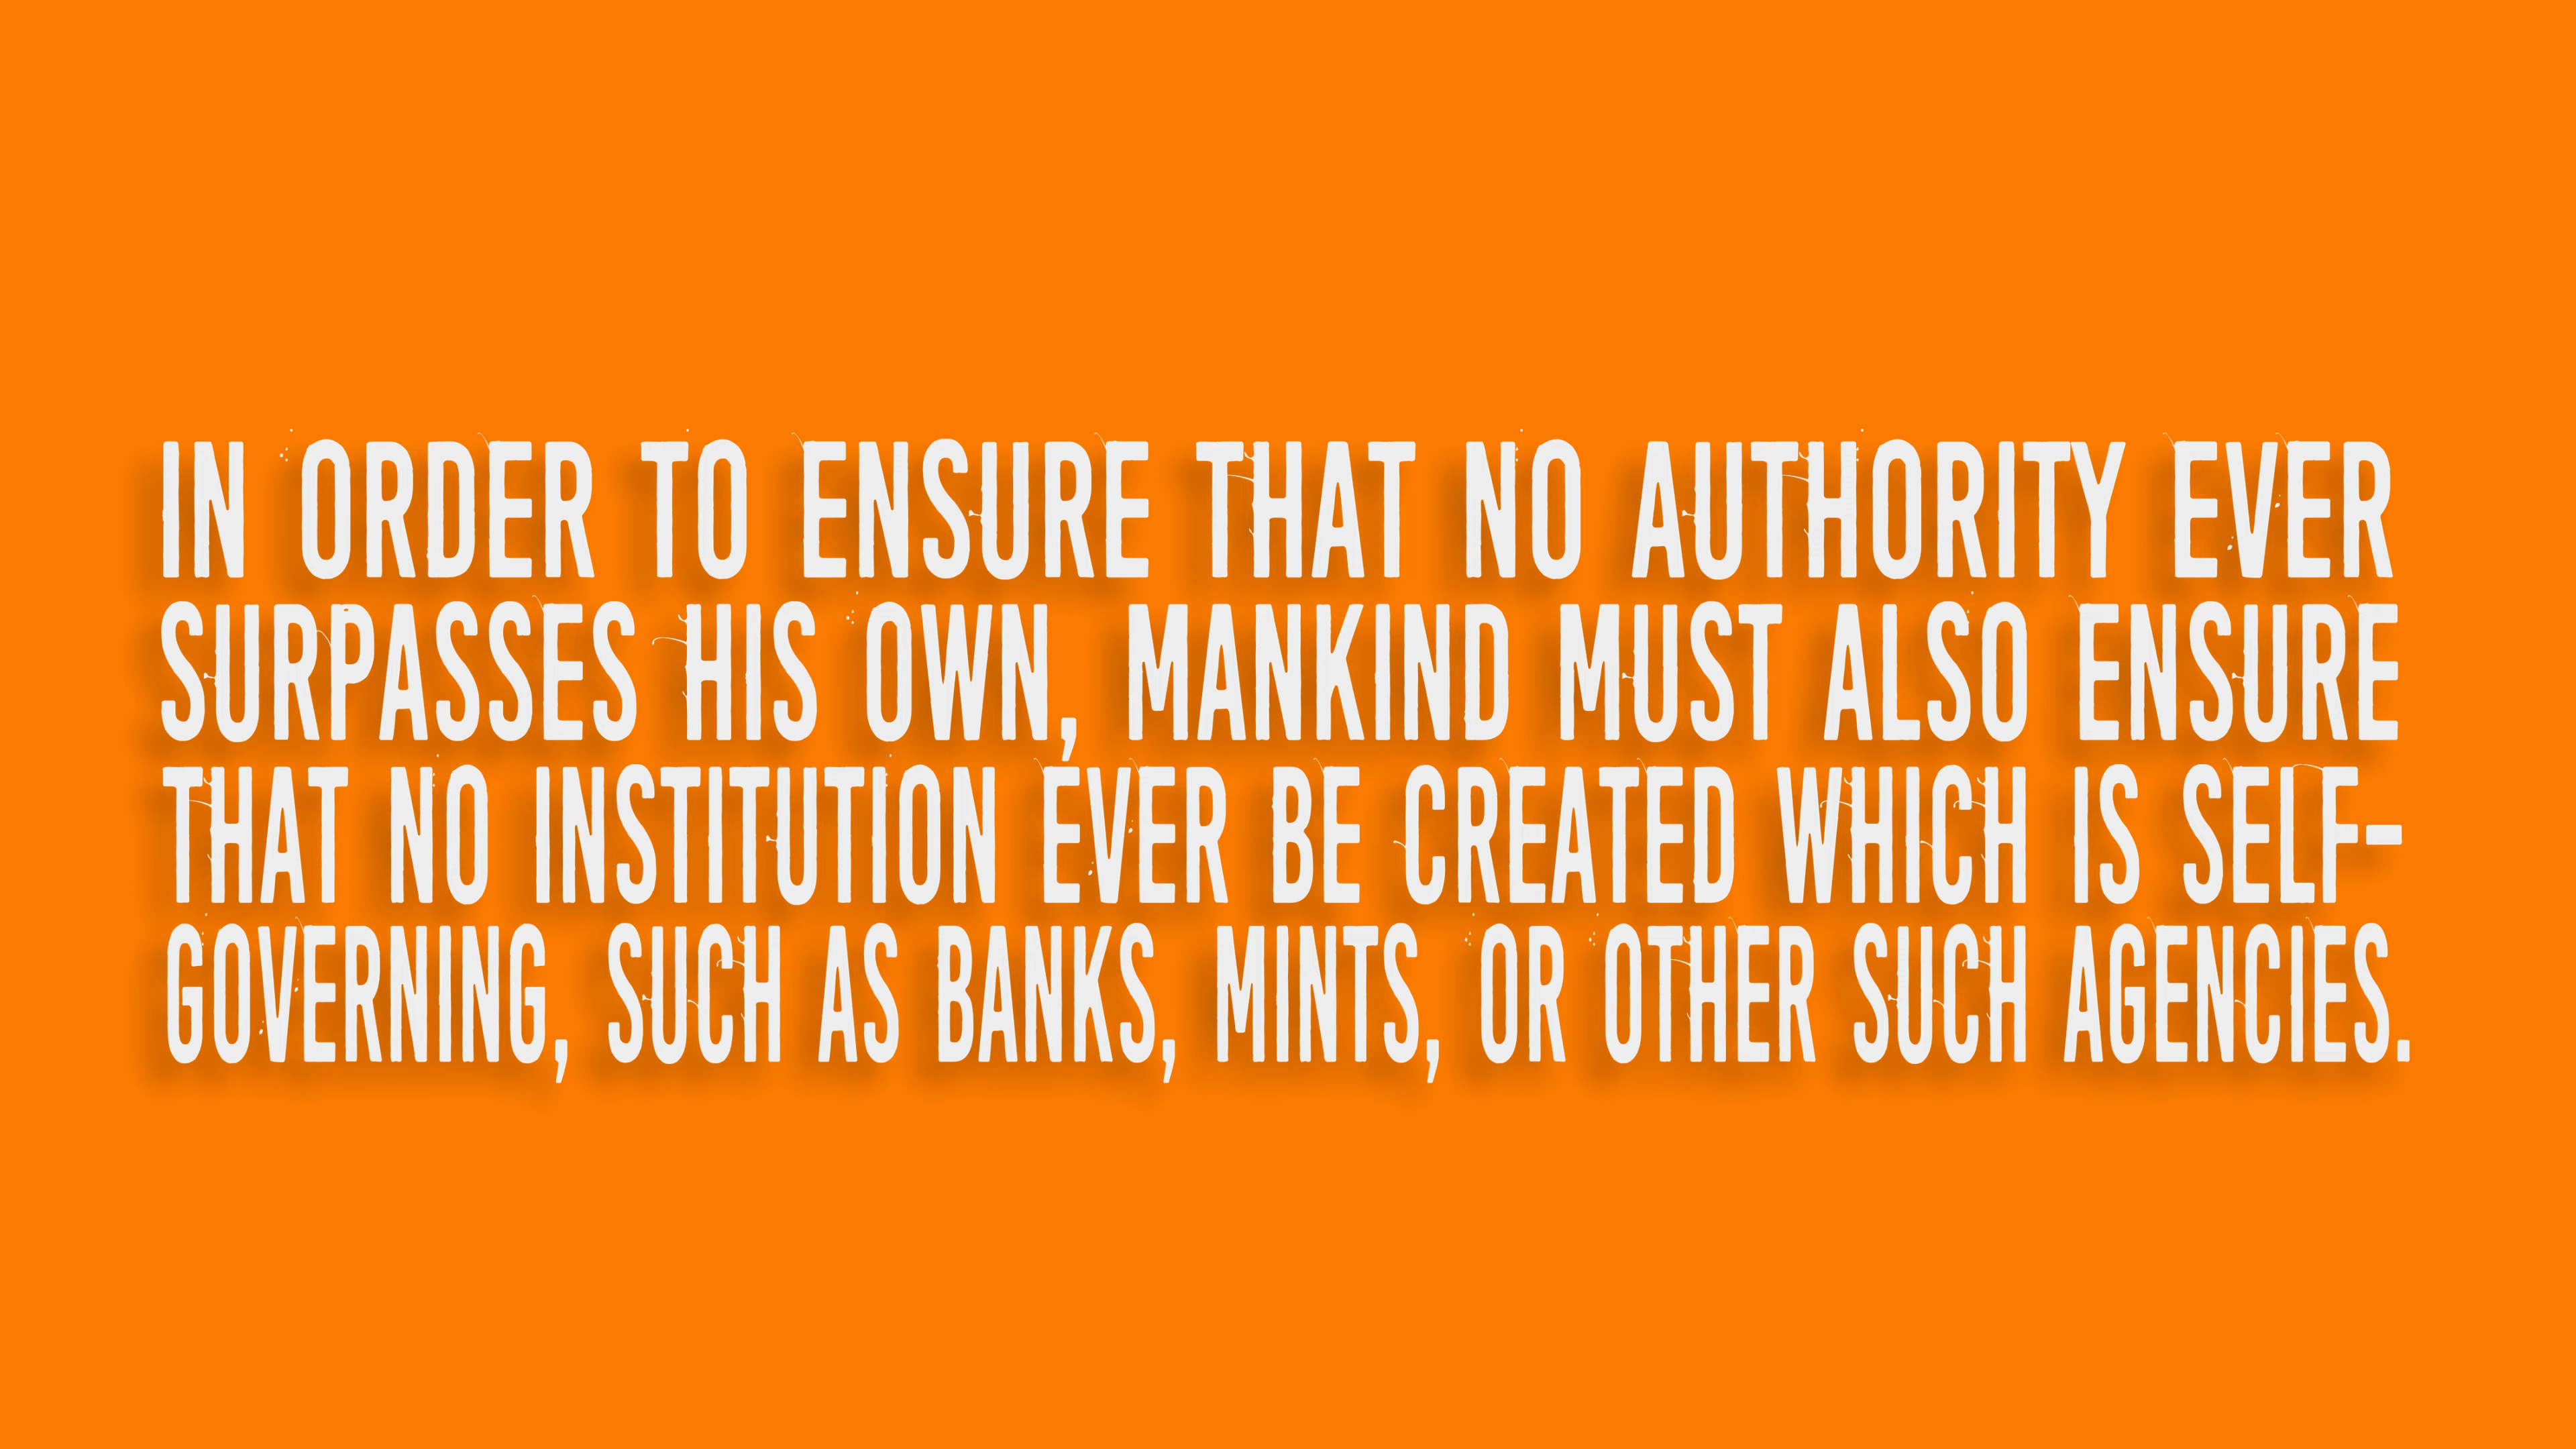 IN ORDER TO ENSURE THAT NO AUTHORITY EVER
SURPASSES HIS OWN, MANKIND MUST ALSO ENSURE
THAT NO INSTITUTION EVER BE CREATED WHICH IS SELF-
GOVERNING, SUCH AS BANKS, MINTS, OR OTHER SUCH AGENCIES.